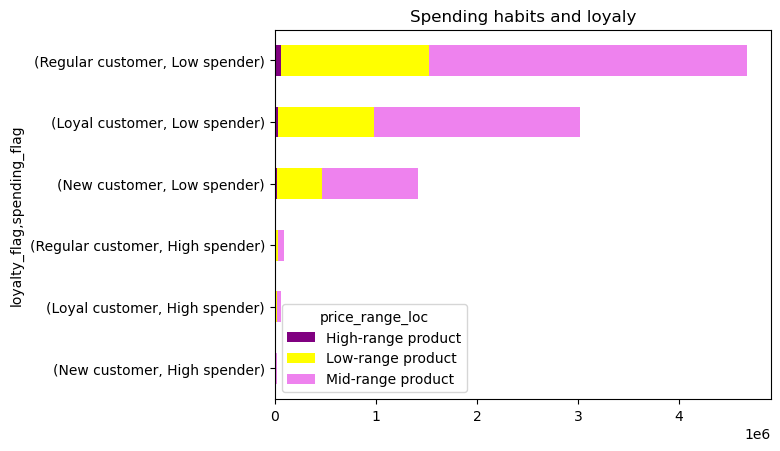 Spending habits and loyaly
loyalty_flag,spending_flag
(Regular customer, Low spender)
(Loyal customer, Low spender)
(New customer, Low spender)
(Regular customer, High spender)
(Loyal customer, High spender)
(New customer, High spender)
price_range_loc
High-range product
Low-range product
Mid-range product
0 1 2 3 4
1e6